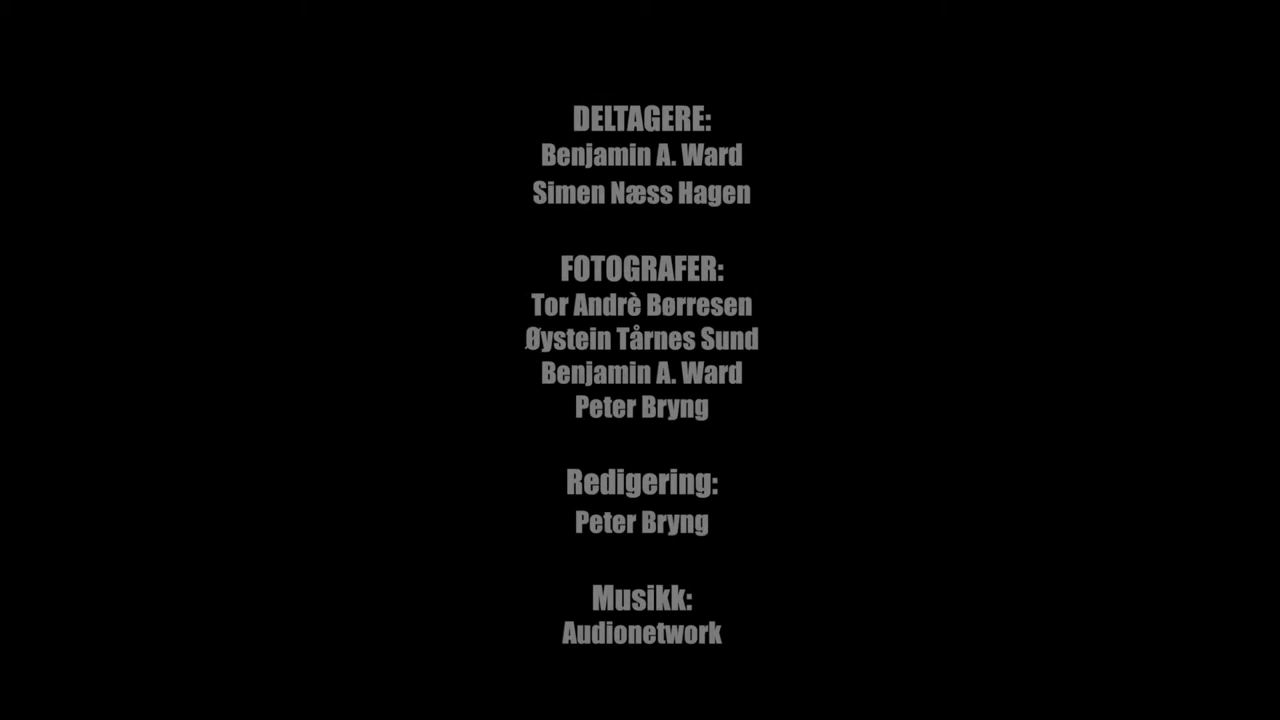 DELTAGERE:
Benjamin A. Ward
Simen Næss Hagen
FOTOGRAFER:
Tor Andrè Børresen
Øystein Tårnes Sund
Benjamin A. Ward
Peter Bryng
Redigering:
Peter Bryng
Musikk:
Audionetwork